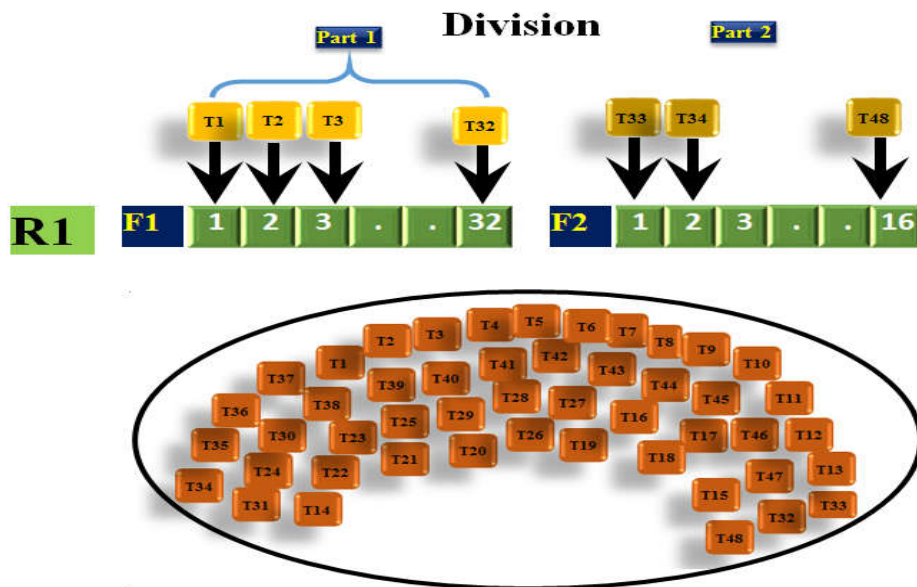 Division
Part 1 Part 2
T1 T2 T3 T32 T33 T34 T48
R1 F1 1 2 3 . . 32 F2 1 2 3 . . 16
T4 T5 T6 T7
T2 T3 T8 T9
T1 T41 T42 T43 T10
T37 T39 T40 T44
T36 T38 T28 T27 T45 T11
T35 T30 T23 T25 T29 T26 T19 T16 T17 T46 T12
T24 T22 T21 T20 T18 T47 T13
T34 T31 T14 T15 T32 T33
T48